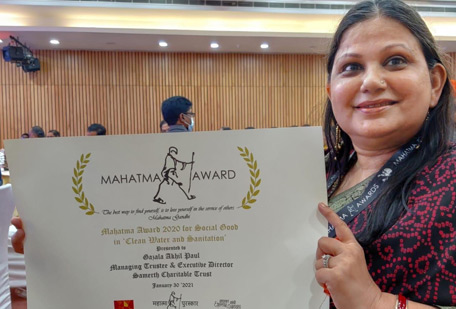 MAHATMA AWARD
"The best way to find yourself, is to lose yourself in the service of others"
Mahatma Gandhi
Mahatma Award 2020 for Social Good
in "Clean Water and Sanitation"
Presented to
Gazala Akhil Paul
Managing Trustee & Executive Director
Samerth Charitable Trust
January 30 2021
MAHATMA AWARDS